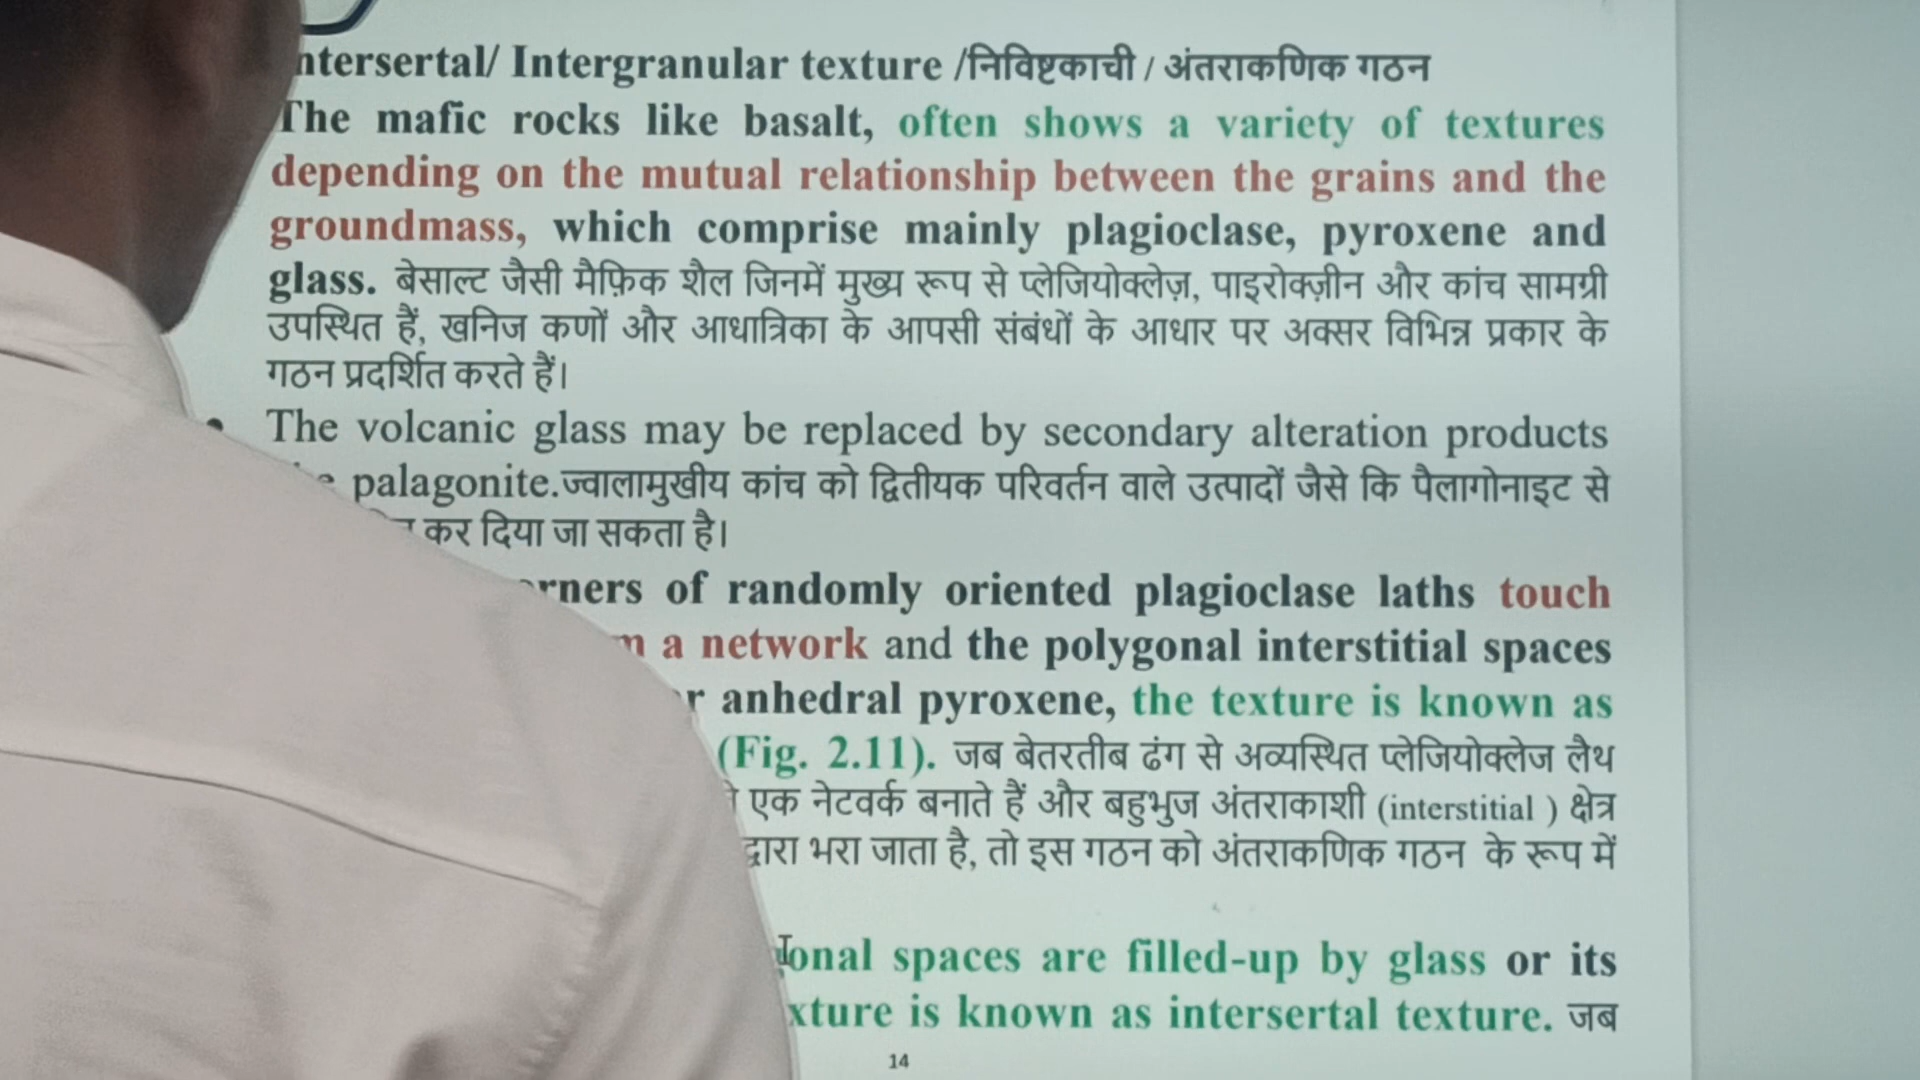 Intersertal/ Intergranular texture /निविष्टकाची / अंतराकणिक गठन
The mafic rocks like basalt, often shows a variety of textures
depending on the mutual relationship between the grains and the
groundmass, which comprise mainly plagioclase, pyroxene and
glass. बेसाल्ट जैसी मैफ़िक शैल जिनमें मुख्य रूप से प्लेजियोक्लेज़, पाइरोक्ज़ीन और कांच सामग्री
उपस्थित हैं, खनिज कणों और आधात्रिका के आपसी संबंधों के आधार पर अक्सर विभिन्न प्रकार के
गठन प्रदर्शित करते हैं।
• The volcanic glass may be replaced by secondary alteration products
palagonite.ज्वालामुखीय कांच को द्वितीयक परिवर्तन वाले उत्पादों जैसे कि पैलागोनाइट से
कर दिया जा सकता है।
of randomly oriented plagioclase laths touch
a network and the polygonal interstitial spaces
anhedral pyroxene, the texture is known as
(Fig. 2.11). जब बेतरतीब ढंग से अव्यस्थित प्लेजियोक्लेज लैथ
एक नेटवर्क बनाते हैं और बहुभुज अंतराकाशी (interstitial ) क्षेत्र
द्वारा भरा जाता है, तो इस गठन को अंतराकणिक गठन के रूप में
spaces are filled-up by glass or its
is known as intersertal texture. जब
14